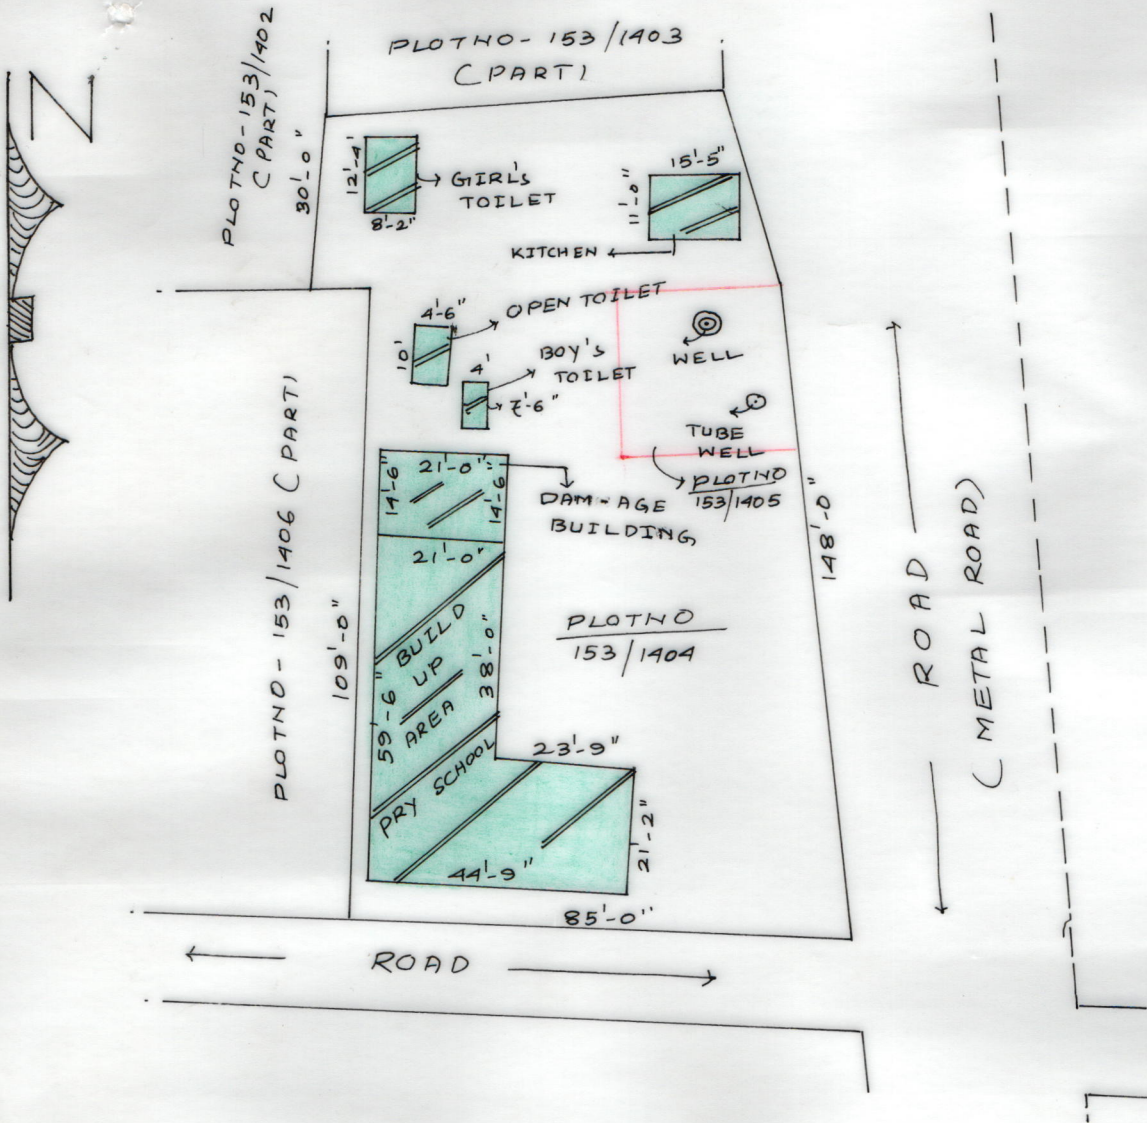 N
PLOTNO-153/1402
(PART)
PLOTNO-153/1403
(PART)
30'-0"
12'-4'
GIRL'S
TOILET
8'-2"
15'-5"
11'-0"
KITCHEN
4'-6"
OPEN TOILET
10'
4'
BOY'S
TOILET
7'-6"
WELL
TUBE
WELL
PLOTNO
153/1405
PLOTNO-153/1406 (PART)
109'-0"
14'-6"
21'-0"
14'-6"
DAM-AGE
BUILDING
21'-0"
BUILD
UP
AREA
PRY SCHOOL
59'-6"
38'-0"
PLOTNO
153/1404
148'-0"
ROAD
(METAL ROAD)
23'-9"
21'-2"
44'-9"
85'-0"
ROAD